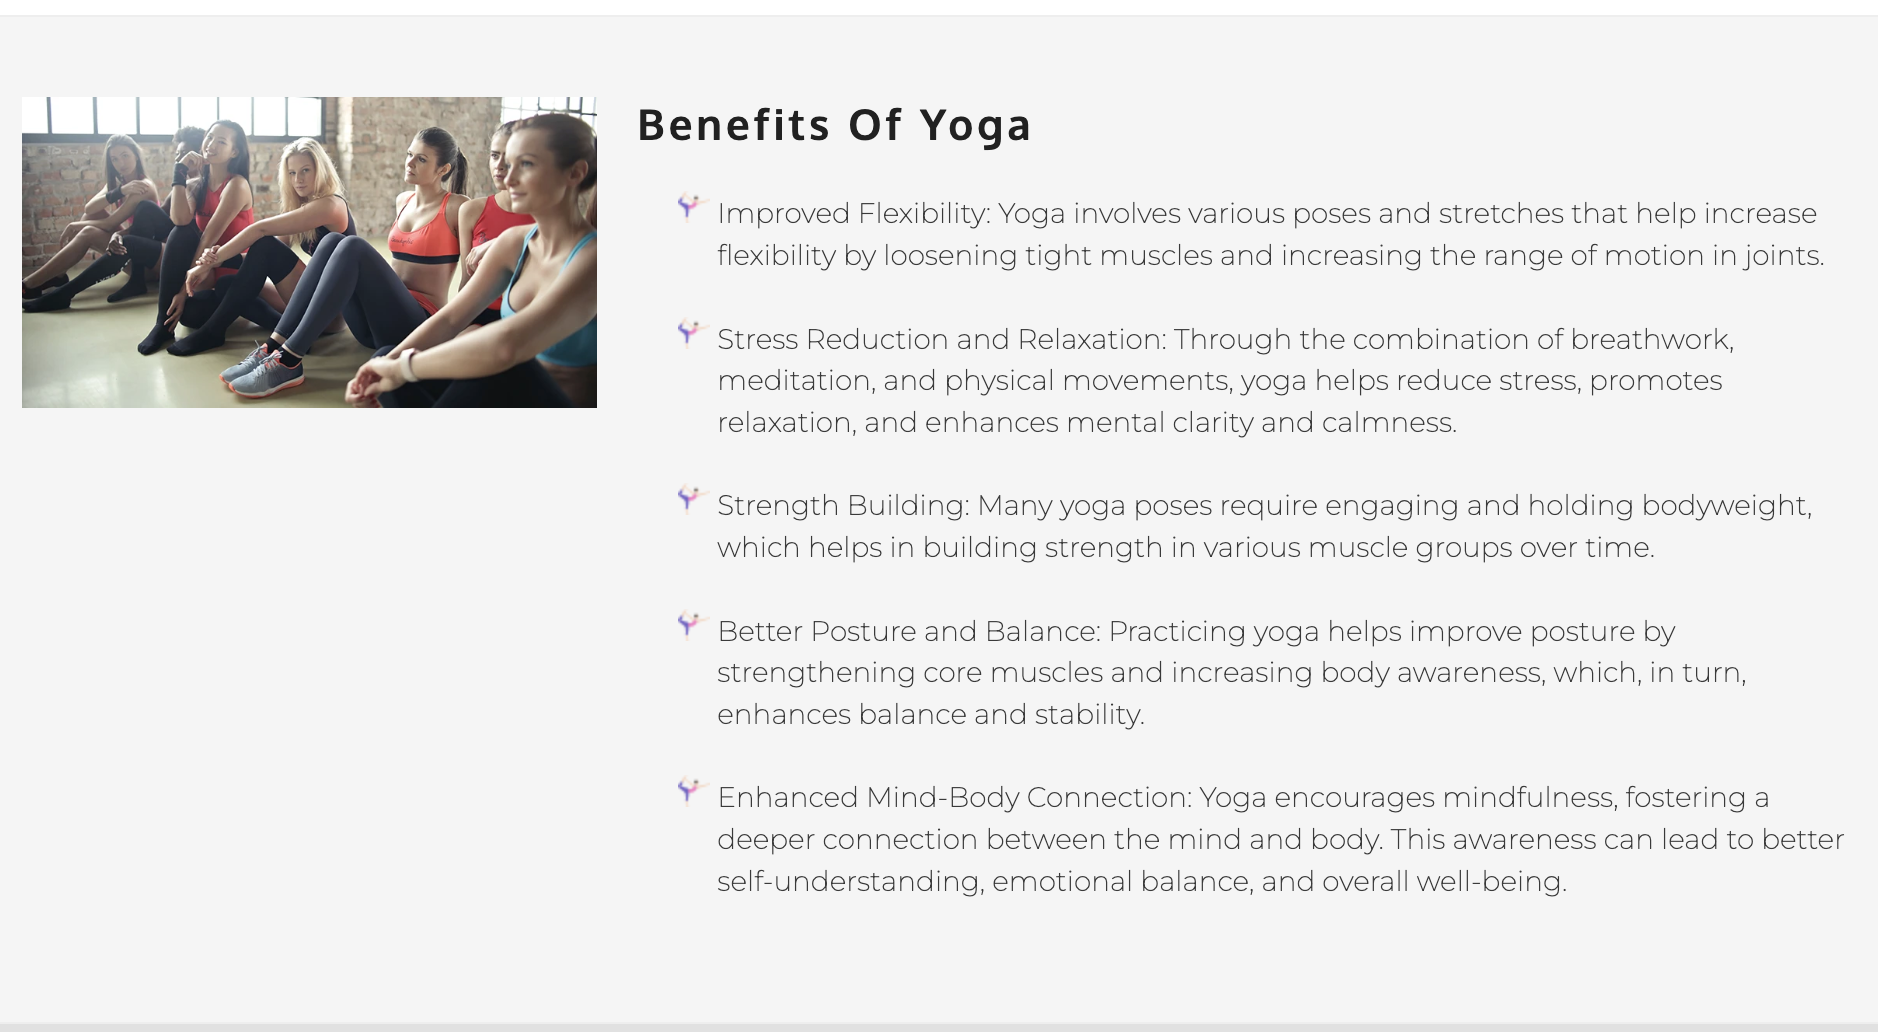 Benefits Of Yoga
Improved Flexibility: Yoga involves various poses and stretches that help increase
flexibility by loosening tight muscles and increasing the range of motion in joints.
Stress Reduction and Relaxation: Through the combination of breathwork,
meditation, and physical movements, yoga helps reduce stress, promotes
relaxation, and enhances mental clarity and calmness.
Strength Building: Many yoga poses require engaging and holding bodyweight,
which helps in building strength in various muscle groups over time.
Better Posture and Balance: Practicing yoga helps improve posture by
strengthening core muscles and increasing body awareness, which, in turn,
enhances balance and stability.
Enhanced Mind-Body Connection: Yoga encourages mindfulness, fostering a
deeper connection between the mind and body. This awareness can lead to better
self-understanding, emotional balance, and overall well-being.